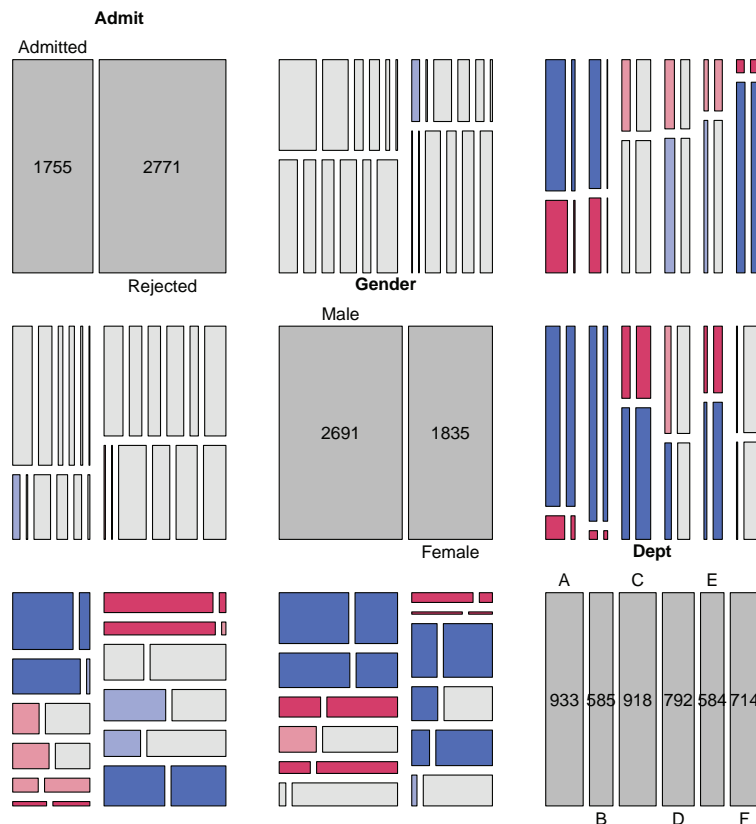 Admit
Admitted
1755 2771
Rejected
Gender
Male
2691 1835
Female
Dept
A C E
933 585 918 792 584 714
B D F